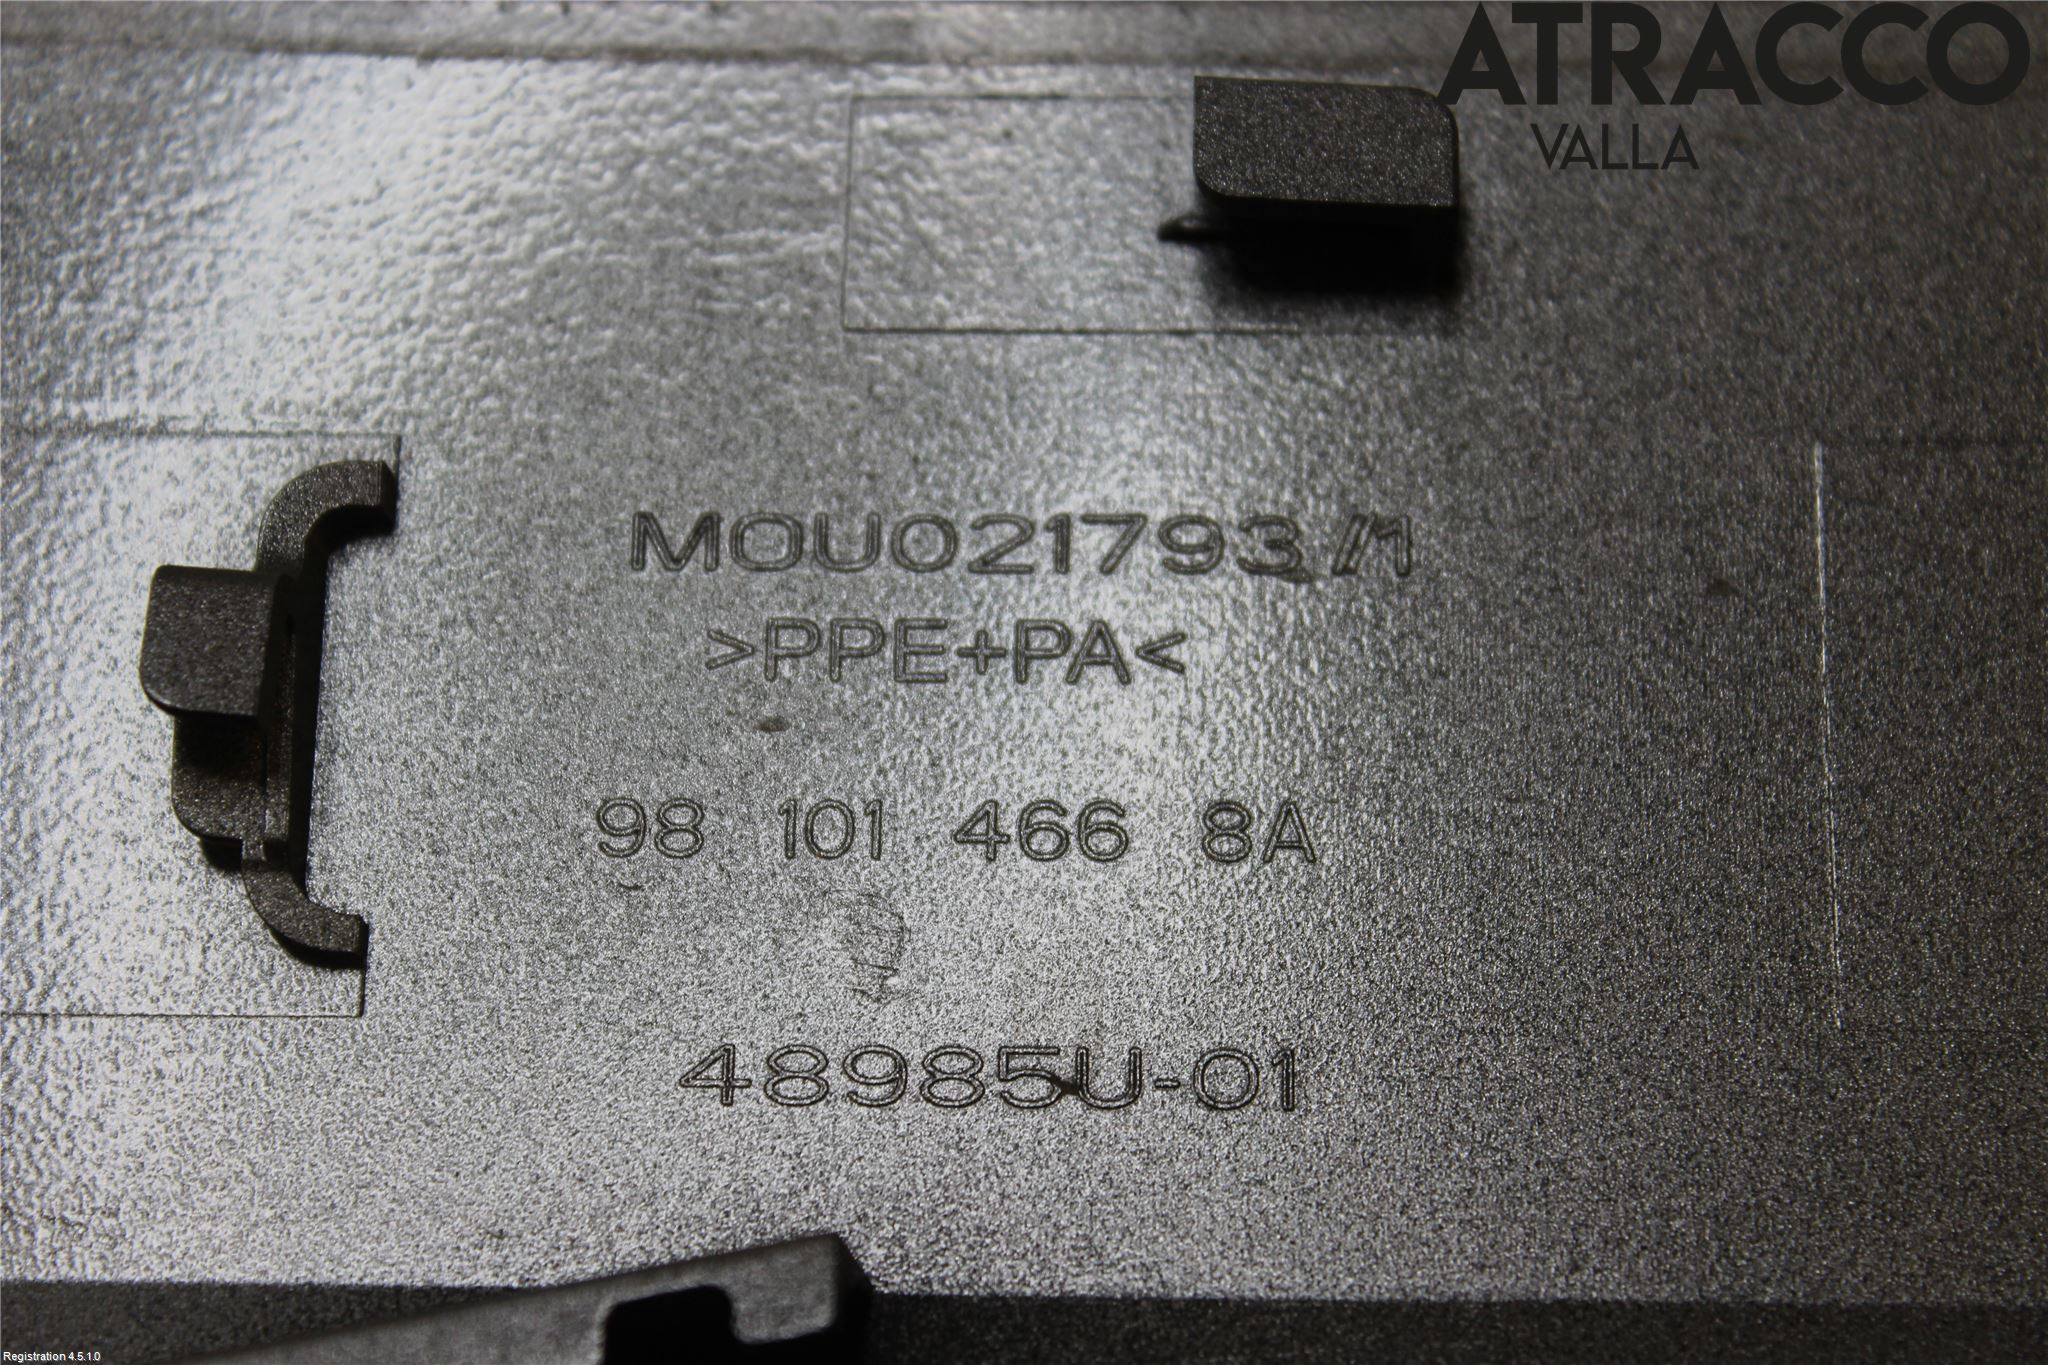 ATRACCO
VALLA
MOU021793 //1
>PPE+PA<
98 101 466 8A
48985U-01
Registration 4.5.1.0